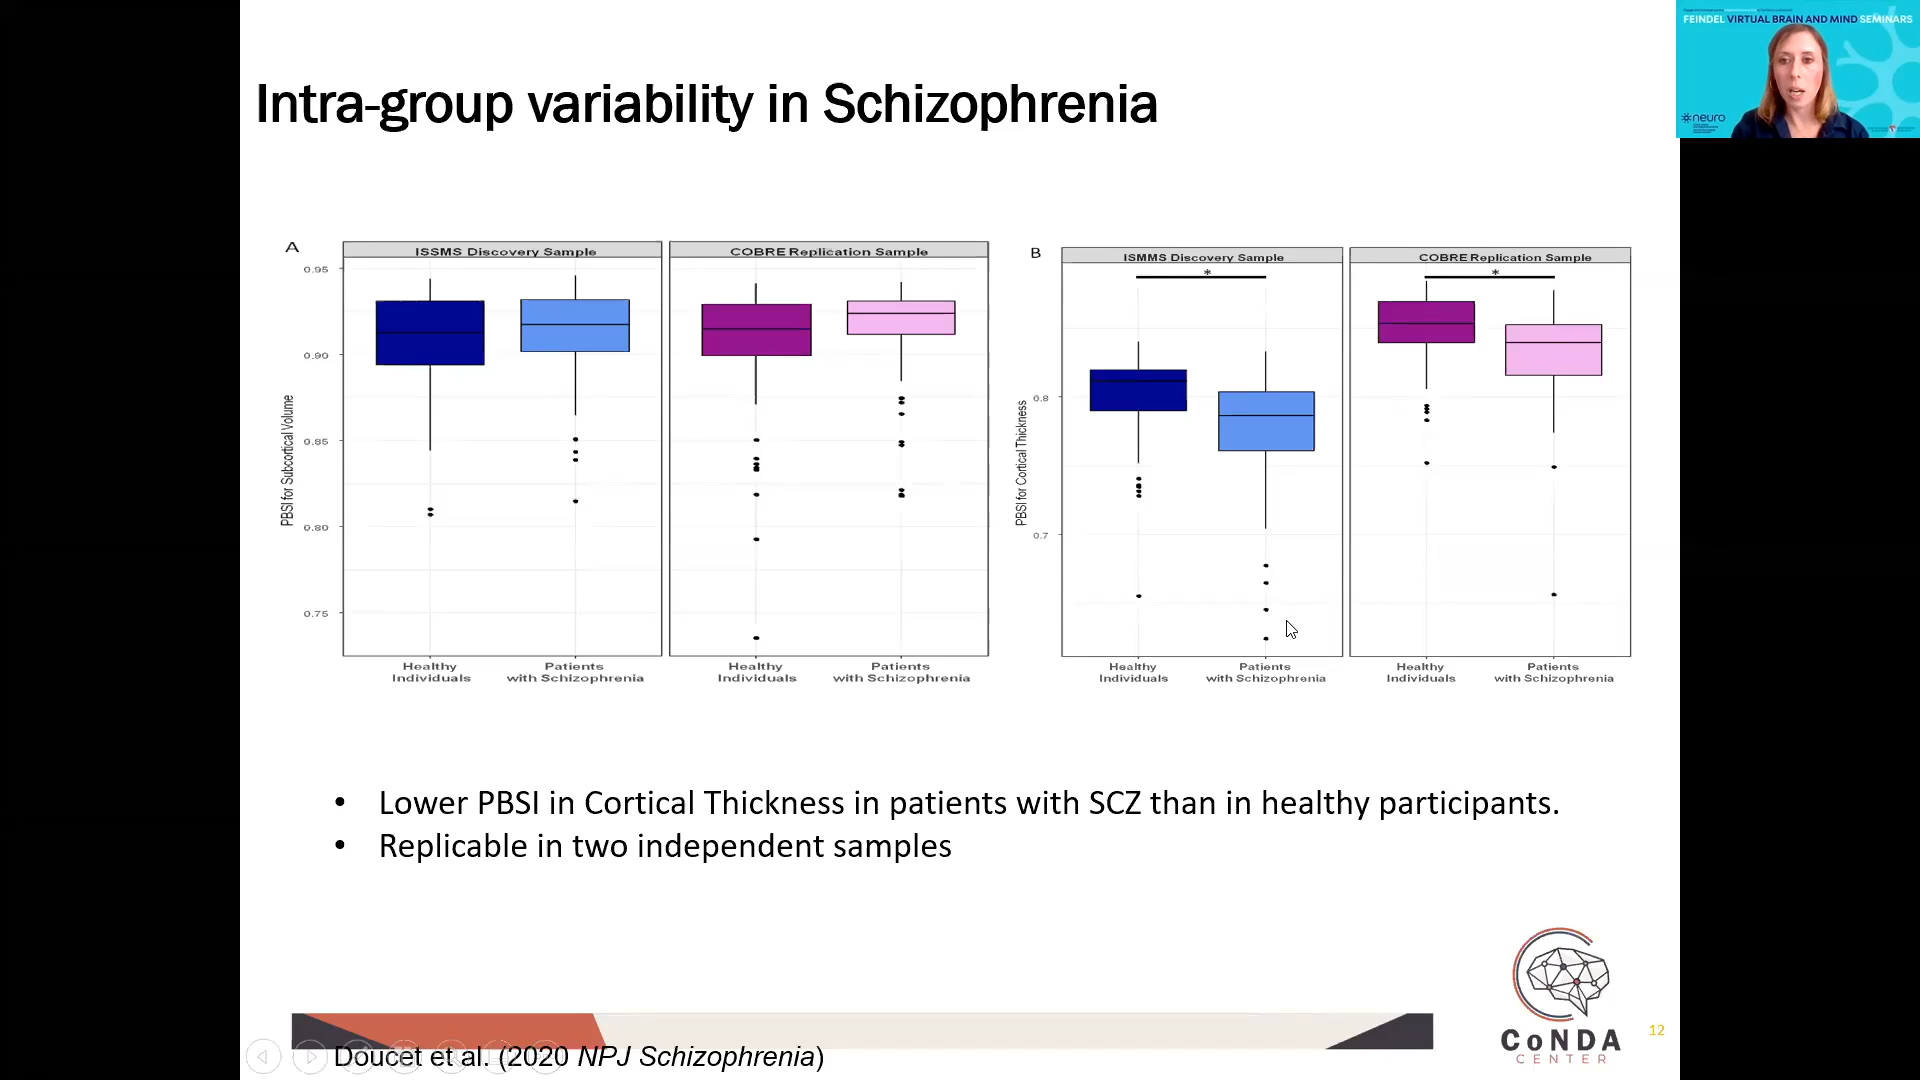 FEINDEL VIRTUAL BRAIN AND MIND SEMINARS
neuro
Intra-group variability in Schizophrenia
A
ISSMS Discovery Sample
COBRE Replication Sample
PBSI for Subcortical Volume
0.95
0.90
0.85
0.80
0.75
Healthy Individuals
Patients with Schizophrenia
Healthy Individuals
Patients with Schizophrenia
B
ISMMS Discovery Sample
COBRE Replication Sample
*
*
PBSI for Cortical Thickness
0.8
0.7
Healthy Individuals
Patients with Schizophrenia
Healthy Individuals
Patients with Schizophrenia
• Lower PBSI in Cortical Thickness in patients with SCZ than in healthy participants.
• Replicable in two independent samples
Doucet et al. (2020 NPJ Schizophrenia)
CoNDA
CENTER
12